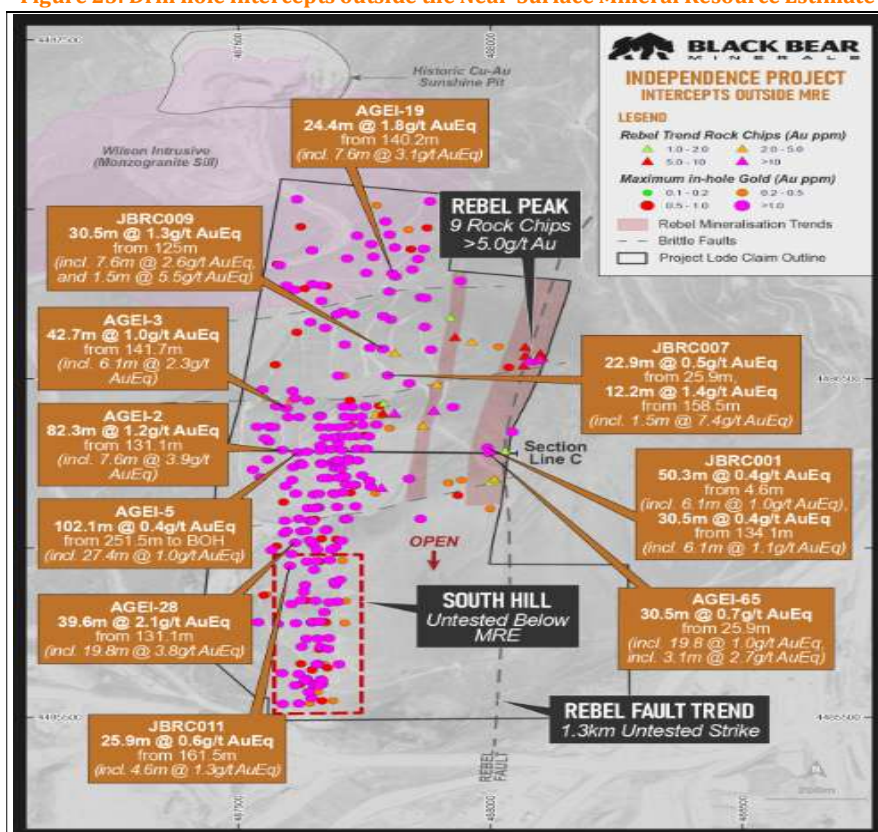 Figure 25: Drill hole intercepts outside the Near-Surface Mineral Resource Estimate
4487500
487500
488000
BLACK BEAR
MINERALS
INDEPENDENCE PROJECT
INTERCEPTS OUTSIDE MRE
LEGEND
Rebel Trend Rock Chips (Au ppm)
1.0 - 2.0
2.0 - 5.0
5.0 - 10
>10
Maximum in-hole Gold (Au ppm)
0.1 - 0.2
0.2 - 0.5
0.5 - 1.0
>1.0
Rebel Mineralisation Trends
Brittle Faults
Project Lode Claim Outline
Historic Cu-Au
Sunshine Pit
Wilson Intrusive
(Monzogranite Sill)
AGEI-19
24.4m @ 1.8g/t AuEq
from 140.2m
(incl. 7.6m @ 3.1g/t AuEq)
REBEL PEAK
9 Rock Chips
>5.0g/t Au
JBRC009
30.5m @ 1.3g/t AuEq
from 125m
(incl. 7.6m @ 2.6g/t AuEq,
and 1.5m @ 5.5g/t AuEq)
AGEI-3
42.7m @ 1.0g/t AuEq
from 141.7m
(incl. 6.1m @ 2.3g/t
AuEq)
JBRC007
22.9m @ 0.5g/t AuEq
from 25.9m,
12.2m @ 1.4g/t AuEq
from 158.5m
(incl. 1.5m @ 7.4g/t AuEq)
4486500
AGEI-2
82.3m @ 1.2g/t AuEq
from 131.1m
(incl. 7.6m @ 3.9g/t
AuEq)
Section
Line C
JBRC001
50.3m @ 0.4g/t AuEq
from 4.6m
(incl. 6.1m @ 1.0g/t AuEq),
30.5m @ 0.4g/t AuEq
from 134.1m
(incl. 6.1m @ 1.1g/t AuEq)
AGEI-5
102.1m @ 0.4g/t AuEq
from 251.5m to BOH
(incl. 27.4m @ 1.0g/t AuEq)
OPEN
AGEI-28
39.6m @ 2.1g/t AuEq
from 131.1m
(incl. 19.8m @ 3.8g/t AuEq)
SOUTH HILL
Untested Below
MRE
AGEI-65
30.5m @ 0.7g/t AuEq
from 25.9m
(incl. 19.8 @ 1.0g/t AuEq,
incl. 3.1m @ 2.7g/t AuEq)
JBRC011
25.9m @ 0.6g/t AuEq
from 161.5m
(incl. 4.6m @ 1.3g/t AuEq)
REBEL FAULT TREND
1.3km Untested Strike
4485500
4485500
REBEL
FAULT
487500
488000
488500